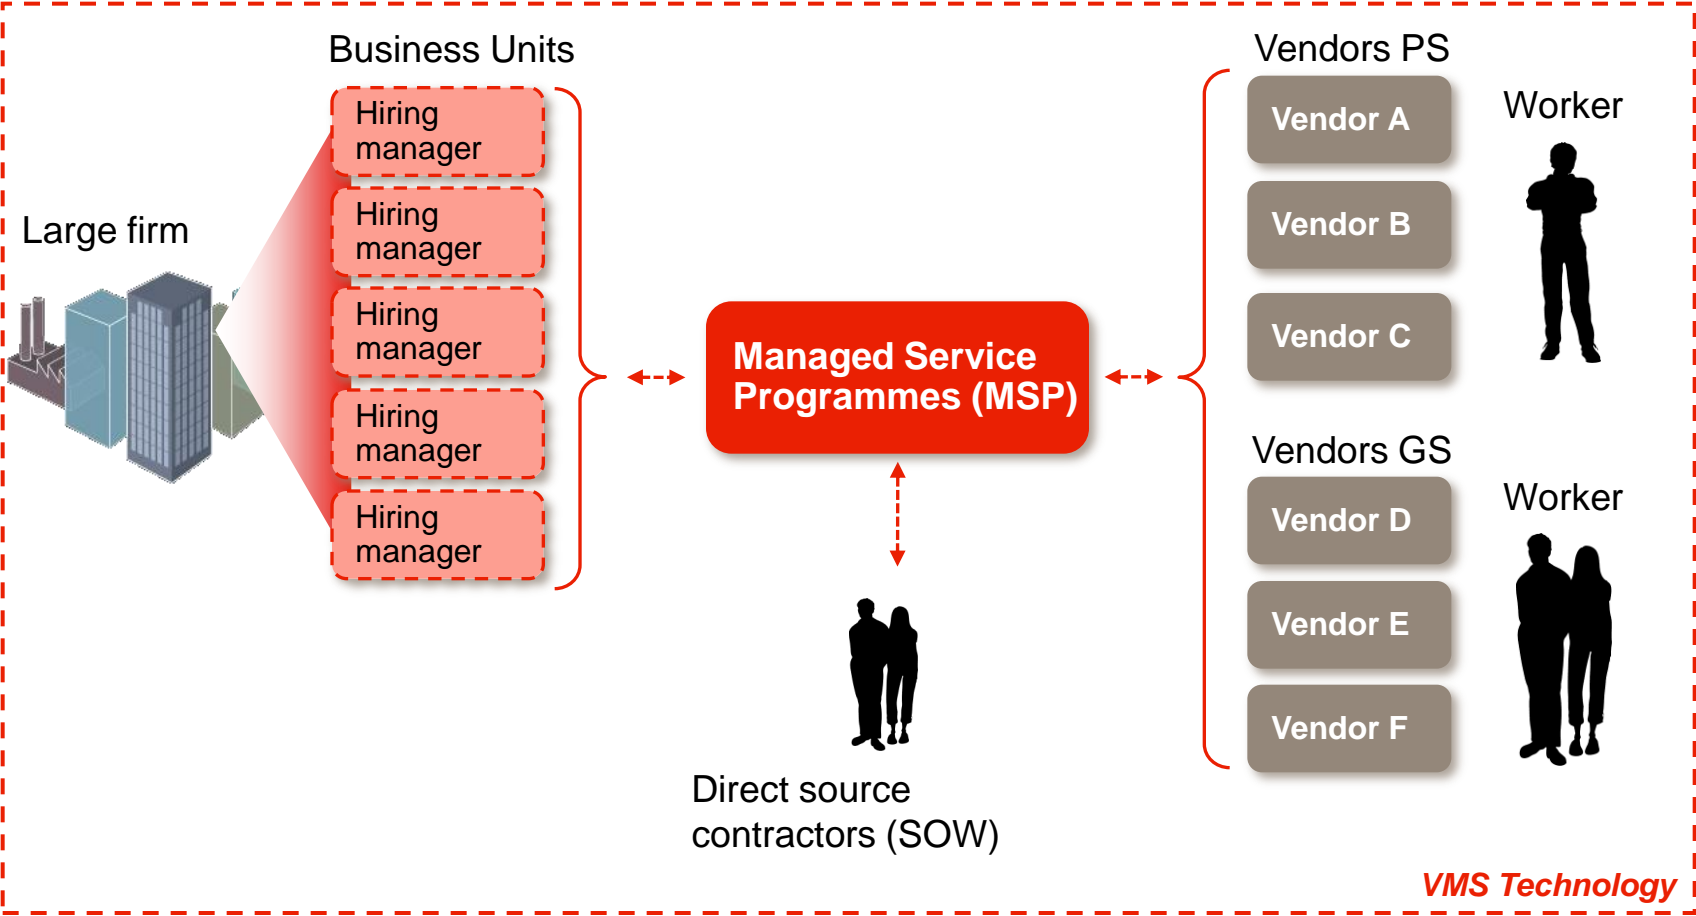 Business Units
Hiring
manager
Hiring
manager
Hiring
manager
Hiring
manager
Hiring
manager
Large firm
Managed Service
Programmes (MSP)
Direct source
contractors (SOW)
Vendors PS
Vendor A
Vendor B
Vendor C
Worker
Vendors GS
Vendor D
Vendor E
Vendor F
Worker
VMS Technology